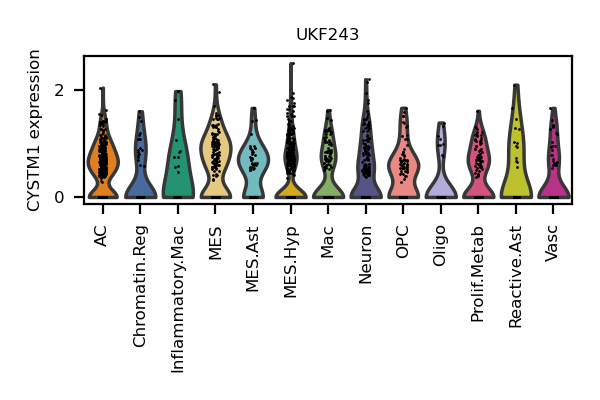 UKF243
CYSTM1 expression
2
0
AC
Chromatin.Reg
Inflammatory.Mac
MES
MES.Ast
MES.Hyp
Mac
Neuron
OPC
Oligo
Prolif.Metab
Reactive.Ast
Vasc